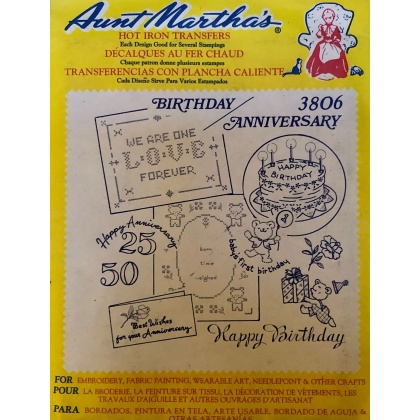 Aunt Martha's®
HOT IRON TRANSFERS
Each Design Good for Several Stampings
DÉCALQUES AU FER CHAUD
Chaque patron donne plusieurs estampes
TRANSFERENCIAS CON PLANCHA CALIENTE
Cada Diseño Sirve Para Varios Estampados
BIRTHDAY 3806
ANNIVERSARY
WE ARE ONE
L·O·V·E
FOREVER
HAPPY
BIRTHDAY
Happy Anniversary
25
50
born
time
weighed
baby's first birthday
Best Wishes
for your Anniversary
Happy Birthday
FOR EMBROIDERY, FABRIC PAINTING, WEARABLE ART, NEEDLEPOINT & OTHER CRAFTS
POUR LA BRODERIE, LA PEINTURE SUR TISSU, LA DÉCORATION DE VÊTEMENTS, LES
TRAVAUX D'AIGUILLE ET AUTRES OUVRAGES D'ARTISANAT
PARA BORDADOS, PINTURA EN TELA, ARTE USABLE, BORDADO DE AGUJA &
OTRAS ARTESANIAS